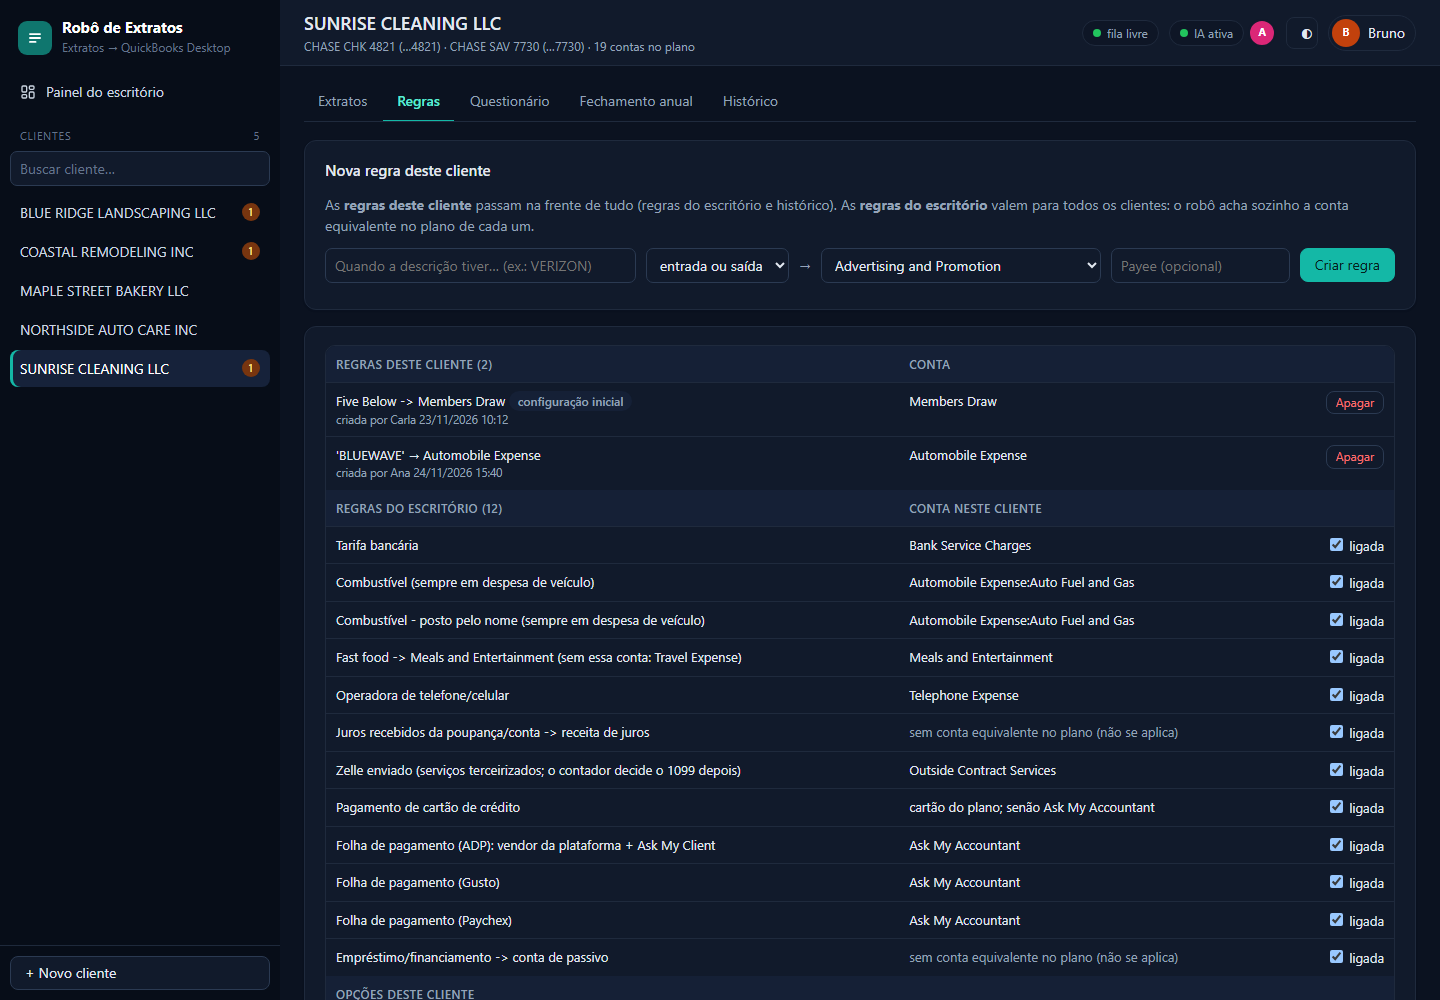 Robô de Extratos
Extratos → QuickBooks Desktop
Painel do escritório
CLIENTES 5
Buscar cliente...
BLUE RIDGE LANDSCAPING LLC 1
COASTAL REMODELING INC 1
MAPLE STREET BAKERY LLC
NORTHSIDE AUTO CARE INC
SUNRISE CLEANING LLC 1
+ Novo cliente
SUNRISE CLEANING LLC
CHASE CHK 4821 (...4821) · CHASE SAV 7730 (...7730) · 19 contas no plano
fila livre
IA ativa
A
B Bruno
Extratos Regras Questionário Fechamento anual Histórico
Nova regra deste cliente
As regras deste cliente passam na frente de tudo (regras do escritório e histórico). As regras do escritório valem para todos os clientes: o robô acha sozinho a conta
equivalente no plano de cada um.
Quando a descrição tiver... (ex.: VERIZON) entrada ou saída → Advertising and Promotion Payee (opcional) Criar regra
REGRAS DESTE CLIENTE (2) CONTA
Five Below -> Members Draw configuração inicial Members Draw Apagar
criada por Carla 23/11/2026 10:12
'BLUEWAVE' → Automobile Expense Automobile Expense Apagar
criada por Ana 24/11/2026 15:40
REGRAS DO ESCRITÓRIO (12) CONTA NESTE CLIENTE
Tarifa bancária Bank Service Charges ligada
Combustível (sempre em despesa de veículo) Automobile Expense:Auto Fuel and Gas ligada
Combustível - posto pelo nome (sempre em despesa de veículo) Automobile Expense:Auto Fuel and Gas ligada
Fast food -> Meals and Entertainment (sem essa conta: Travel Expense) Meals and Entertainment ligada
Operadora de telefone/celular Telephone Expense ligada
Juros recebidos da poupança/conta -> receita de juros sem conta equivalente no plano (não se aplica) ligada
Zelle enviado (serviços terceirizados; o contador decide o 1099 depois) Outside Contract Services ligada
Pagamento de cartão de crédito cartão do plano; senão Ask My Accountant ligada
Folha de pagamento (ADP): vendor da plataforma + Ask My Client Ask My Accountant ligada
Folha de pagamento (Gusto) Ask My Accountant ligada
Folha de pagamento (Paychex) Ask My Accountant ligada
Empréstimo/financiamento -> conta de passivo sem conta equivalente no plano (não se aplica) ligada
OPÇÕES DESTE CLIENTE